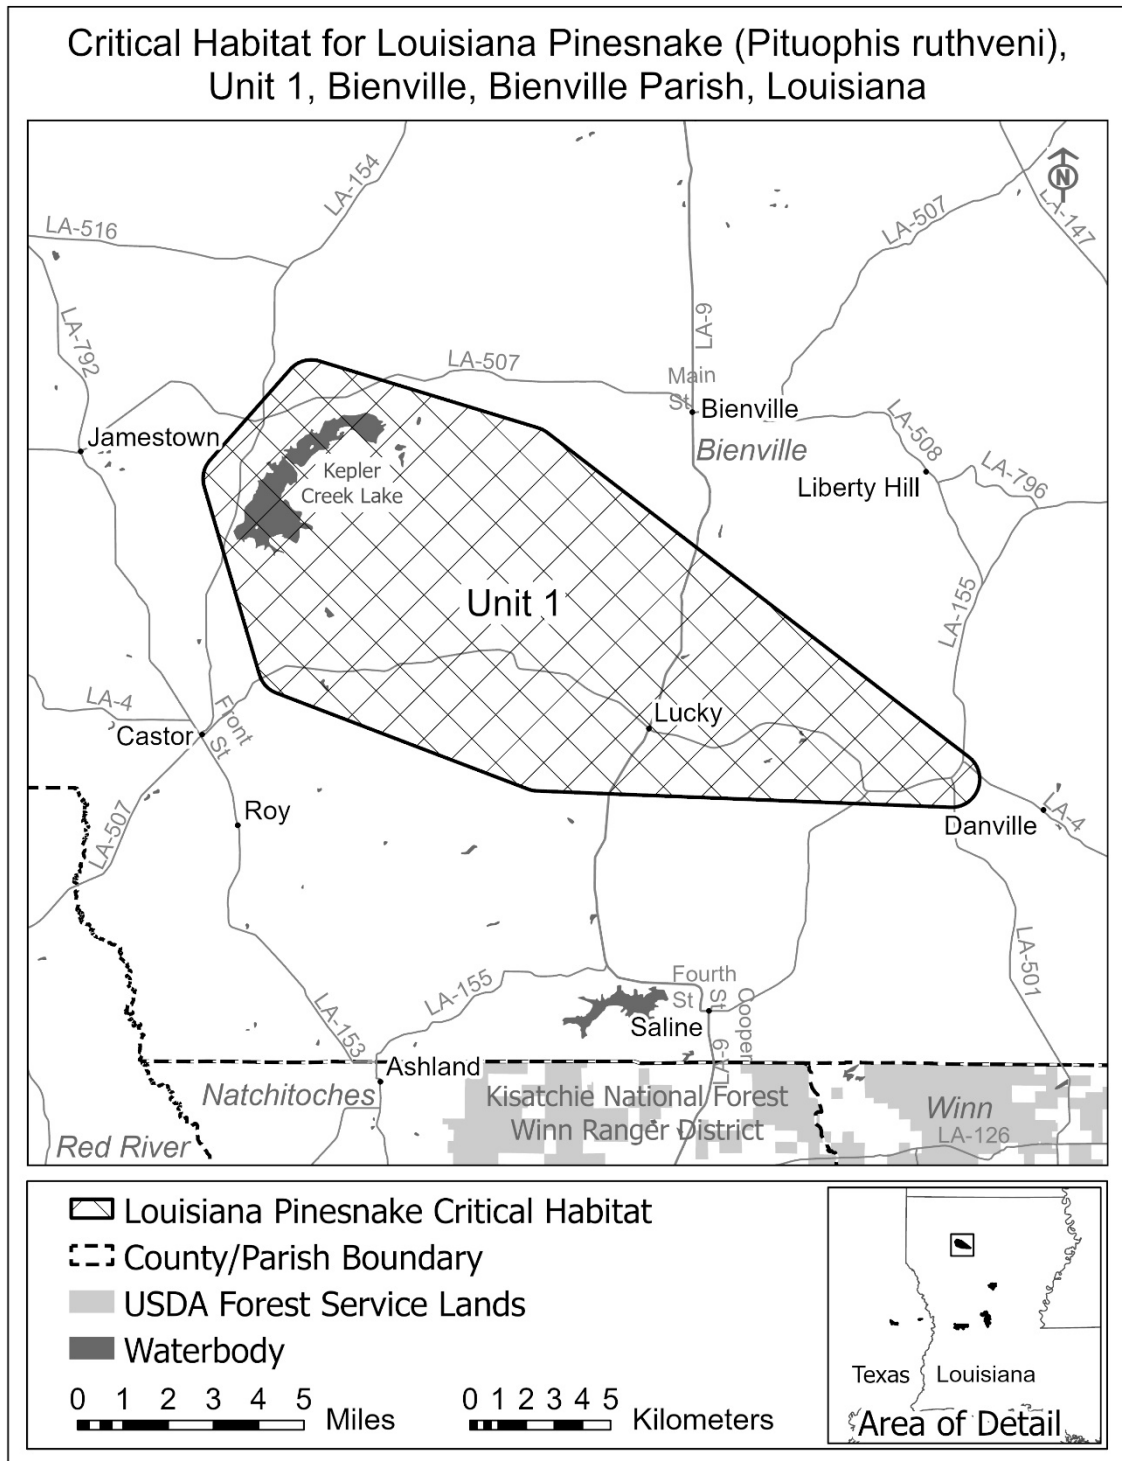 Critical Habitat for Louisiana Pinesnake (Pituophis ruthveni),
Unit 1, Bienville, Bienville Parish, Louisiana
LA-154
N
LA-516
LA-507
LA-147
LA-792
LA-9
LA-507
Main
St
Bienville
Jamestown
Bienville
LA-508
LA-796
Kepler
Creek Lake
Liberty Hill
Unit 1
LA-155
LA-4
Front
St
Lucky
Castor
Roy
LA-507
Danville
LA-4
LA-155
Fourth
St
St
Cooper
LA-501
LA-153
Saline
LA-9
Ashland
Natchitoches
Kisatchie National Forest
Winn Ranger District
Winn
LA-126
Red River
Louisiana Pinesnake Critical Habitat
County/Parish Boundary
USDA Forest Service Lands
Waterbody
0 1 2 3 4 5
Miles
0 1 2 3 4 5
Kilometers
Texas
Louisiana
Area of Detail